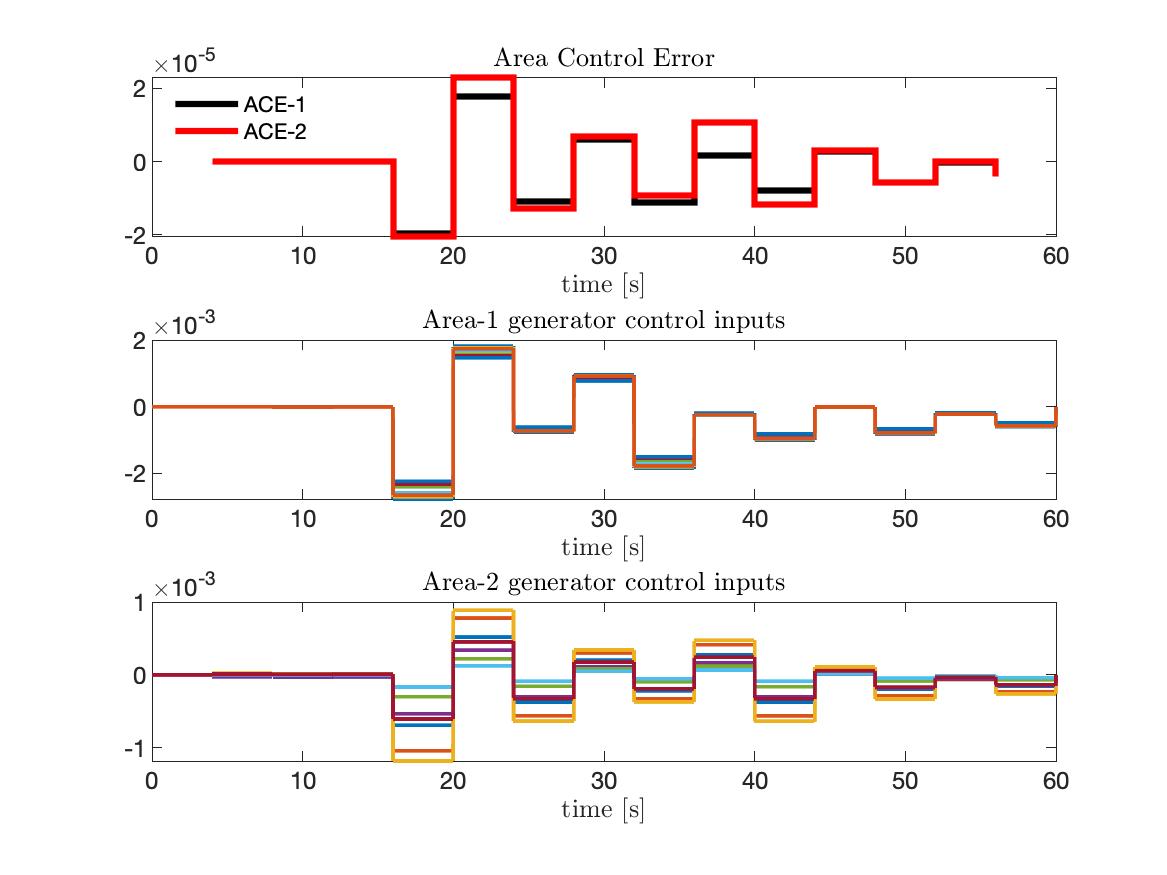 Area Control Error
×10-5
2
0
-2
ACE-1
ACE-2
0 10 20 30 40 50 60
time [s]
Area-1 generator control inputs
×10-3
2
0
-2
0 10 20 30 40 50 60
time [s]
Area-2 generator control inputs
×10-3
1
0
-1
0 10 20 30 40 50 60
time [s]